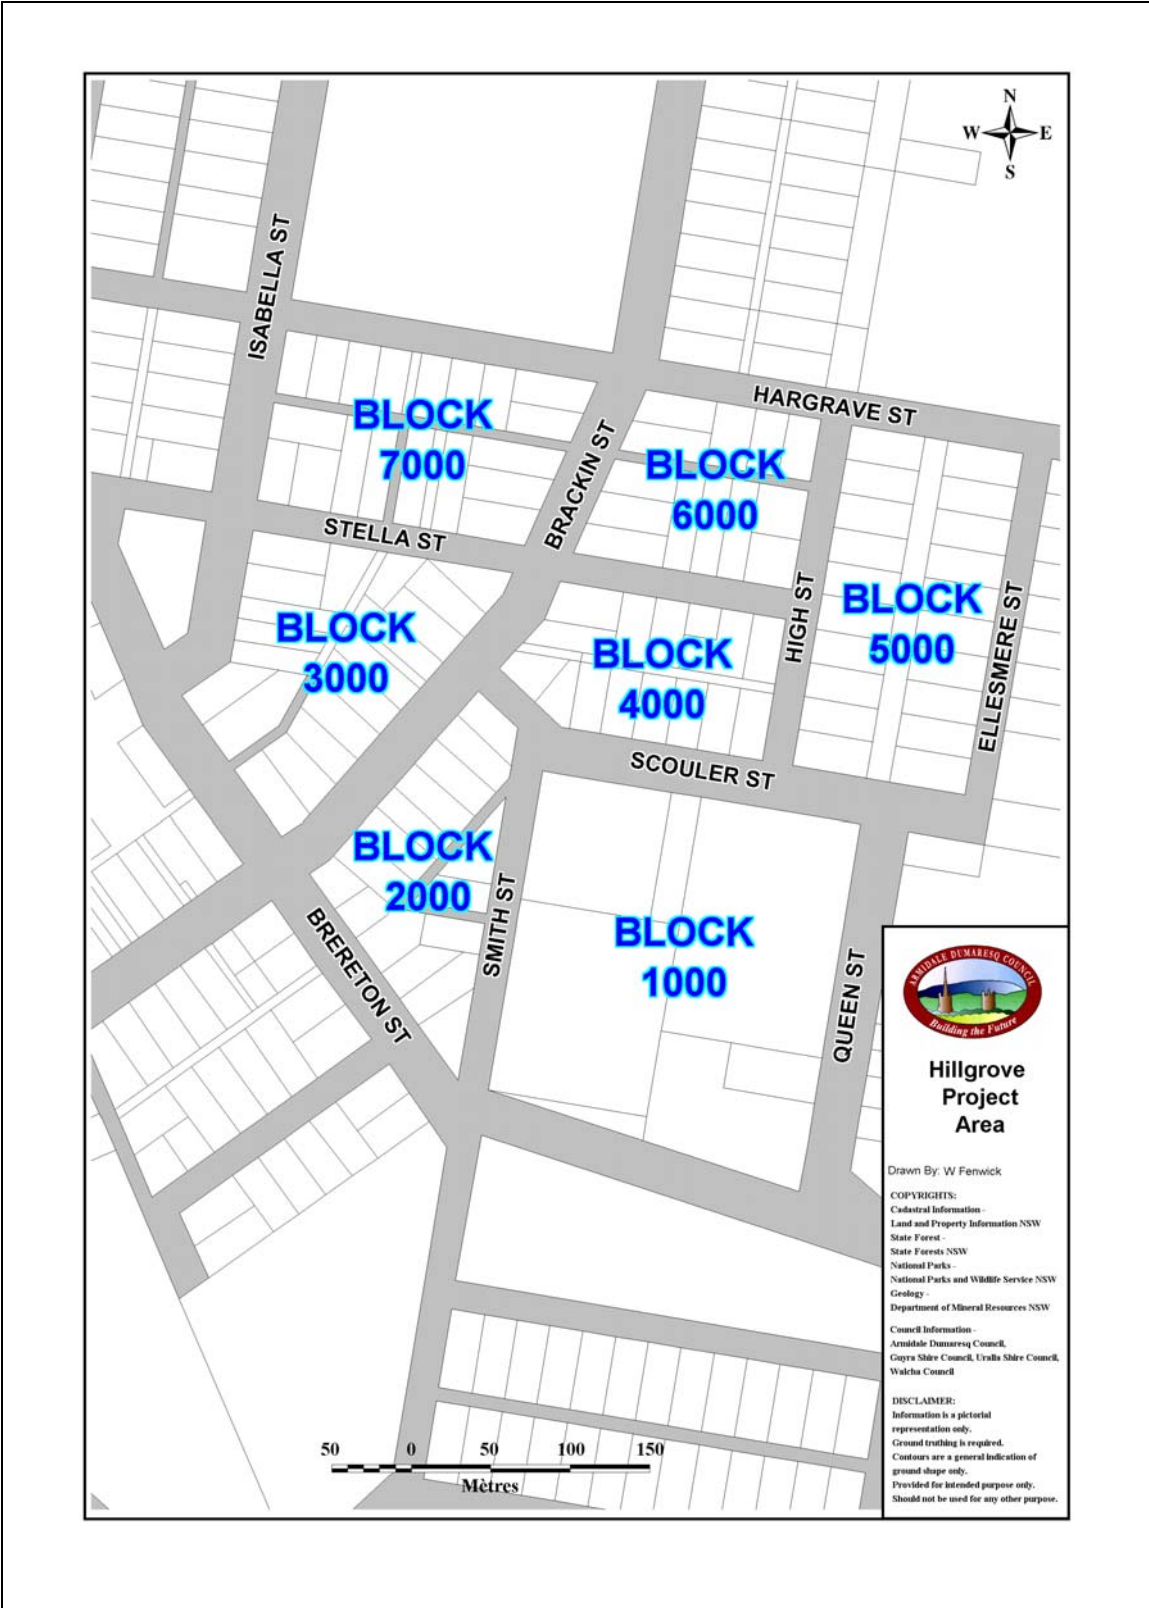 N
W E
S
ISABELLA ST
HARGRAVE ST
BLOCK
7000
BRACKIN ST
BLOCK
6000
STELLA ST
BLOCK
3000
HIGH ST
BLOCK
5000
ELLESMERE ST
BLOCK
4000
SCOULER ST
BLOCK
2000
SMITH ST
BLOCK
1000
BRERETON ST
QUEEN ST
ARMIDALE DUMARESQ COUNCIL
Building the Future
Hillgrove
Project
Area
Drawn By: W Fenwick
COPYRIGHTS:
Cadastral Information -
Land and Property Information NSW
State Forest -
State Forests NSW
National Parks -
National Parks and Wildlife Service NSW
Geology -
Department of Mineral Resources NSW
Council Information -
Armidale Dumaresq Council,
Guyra Shire Council, Uralla Shire Council,
Walcha Council
DISCLAIMER:
Information is a pictorial
representation only.
Ground truthing is required.
Contours are a general indication of
ground shape only.
Provided for intended purpose only.
Should not be used for any other purpose.
50 0 50 100 150
Mètres